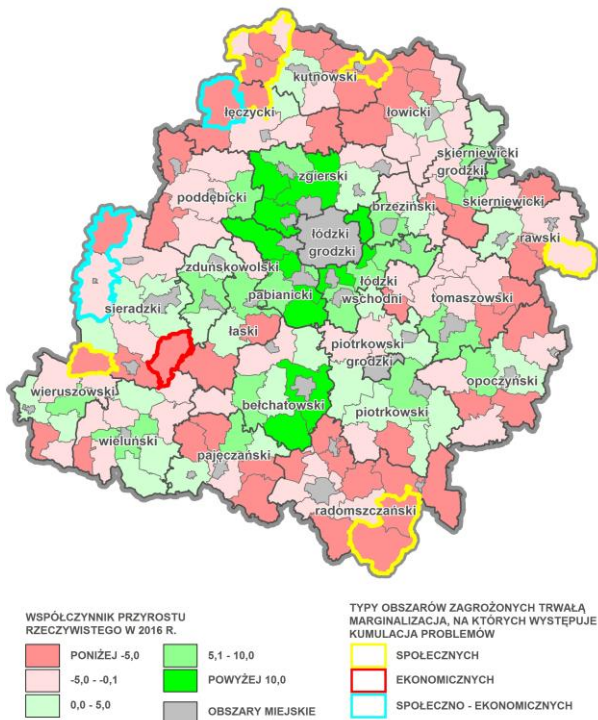 kutnowski
łęczycki
łowicki
skierniewicki
grodzki
zgierski
poddębicki
brzeziński
skierniewicki
łódzki
grodzki
rawski
zduńskowolski
łódzki
wschodni
pabianicki
tomaszowski
sieradzki
łaski
piotrkowski
grodzki
wieruszowski
opoczyński
bełchatowski
piotrkowski
wieluński
pajęczański
radomszczański
WSPÓŁCZYNNIK PRZYROSTU
RZECZYWISTEGO W 2016 R.
PONIŻEJ -5,0
-5,0 - -0,1
0,0 - 5,0
5,1 - 10,0
POWYŻEJ 10,0
OBSZARY MIEJSKIE
TYPY OBSZARÓW ZAGROŻONYCH TRWAŁĄ
MARGINALIZACJA, NA KTÓRYCH WYSTĘPUJE
KUMULACJA PROBLEMÓW
SPOŁECZNYCH
EKONOMICZNYCH
SPOŁECZNO - EKONOMICZNYCH